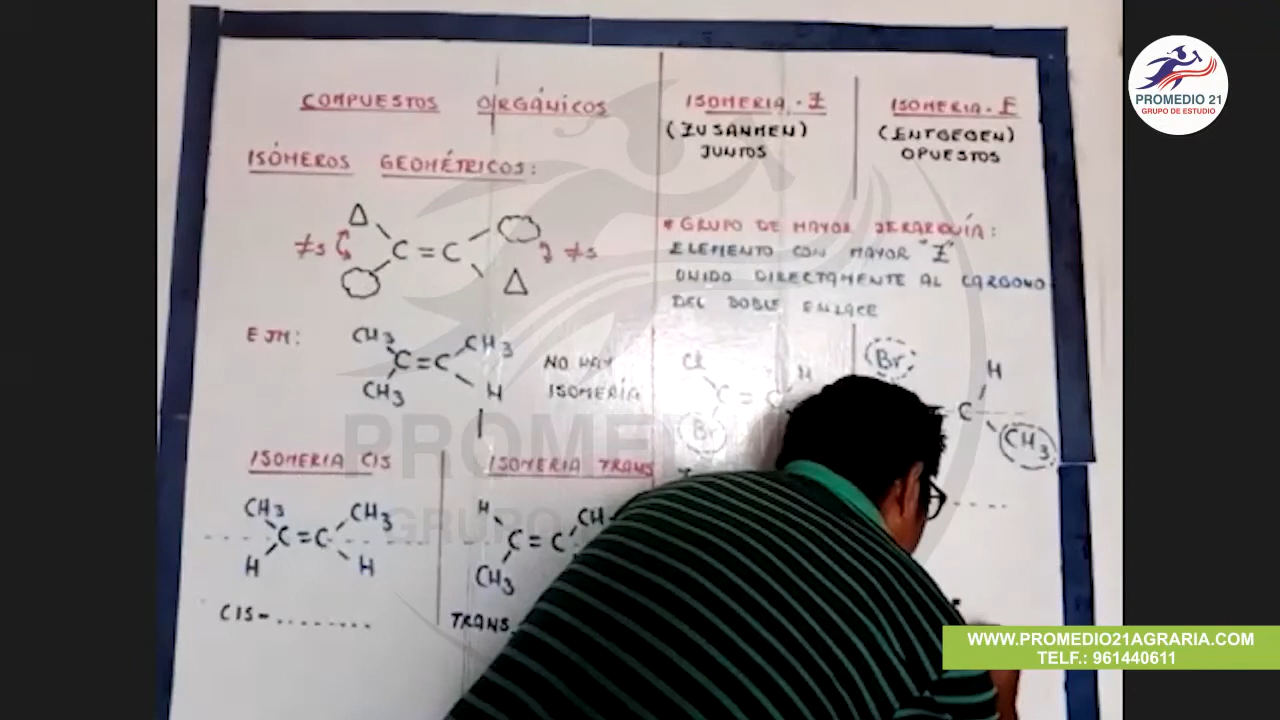 COMPUESTOS ORGÁNICOS
ISÓMEROS GEOMÉTRICOS:
≠s C = C ≠s
EJM:
CH3 CH3
C=C
CH3 H
NO HAY
ISOMERÍA
ISOMERIA CIS
CH3 CH3
C=C
H H
CIS-........
ISOMERIA TRANS
H CH
C=C
CH3
TRANS
ISOMERIA - Z
(ZUSANMEN)
JUNTOS
ISOMERIA - E
(ENTGEGEN)
OPUESTOS
* GRUPO DE MAYOR JERARQUÍA:
ELEMENTO CON MAYOR "Z"
UNIDO DIRECTAMENTE AL CARBONO
DEL DOBLE ENLACE
Cl H
C=C
Br
Br H
C
CH3
PROMEDIO 21
GRUPO DE ESTUDIO
WWW.PROMEDIO21AGRARIA.COM
TELF.: 961440611